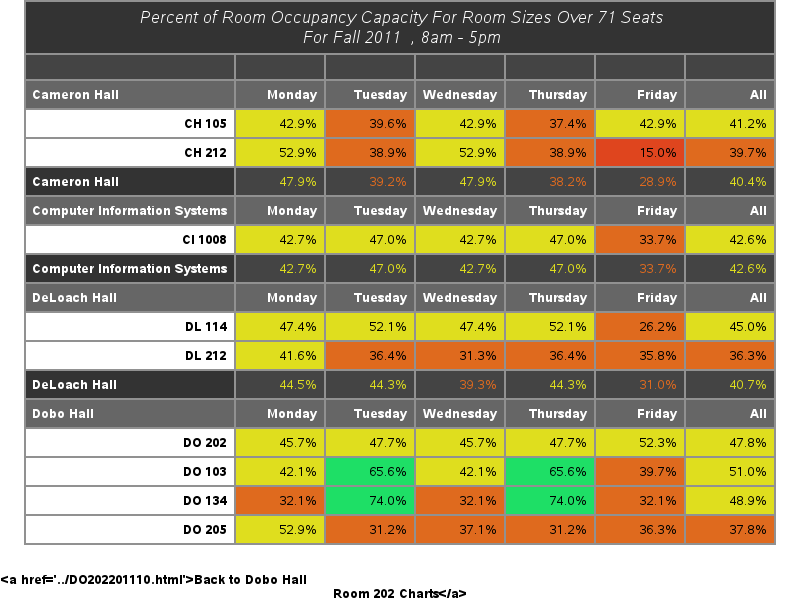 Percent of Room Occupancy Capacity For Room Sizes Over 71 Seats
For Fall 2011 , 8am - 5pm
Cameron Hall Monday Tuesday Wednesday Thursday Friday All
CH 105 42.9% 39.6% 42.9% 37.4% 42.9% 41.2%
CH 212 52.9% 38.9% 52.9% 38.9% 15.0% 39.7%
Cameron Hall 47.9% 39.2% 47.9% 38.2% 28.9% 40.4%
Computer Information Systems Monday Tuesday Wednesday Thursday Friday All
CI 1008 42.7% 47.0% 42.7% 47.0% 33.7% 42.6%
Computer Information Systems 42.7% 47.0% 42.7% 47.0% 33.7% 42.6%
DeLoach Hall Monday Tuesday Wednesday Thursday Friday All
DL 114 47.4% 52.1% 47.4% 52.1% 26.2% 45.0%
DL 212 41.6% 36.4% 31.3% 36.4% 35.8% 36.3%
DeLoach Hall 44.5% 44.3% 39.3% 44.3% 31.0% 40.7%
Dobo Hall Monday Tuesday Wednesday Thursday Friday All
DO 202 45.7% 47.7% 45.7% 47.7% 52.3% 47.8%
DO 103 42.1% 65.6% 42.1% 65.6% 39.7% 51.0%
DO 134 32.1% 74.0% 32.1% 74.0% 32.1% 48.9%
DO 205 52.9% 31.2% 37.1% 31.2% 36.3% 37.8%
&lt;a href='../DO202201110.html'&gt;Back to Dobo Hall
Room 202 Charts&lt;/a&gt;